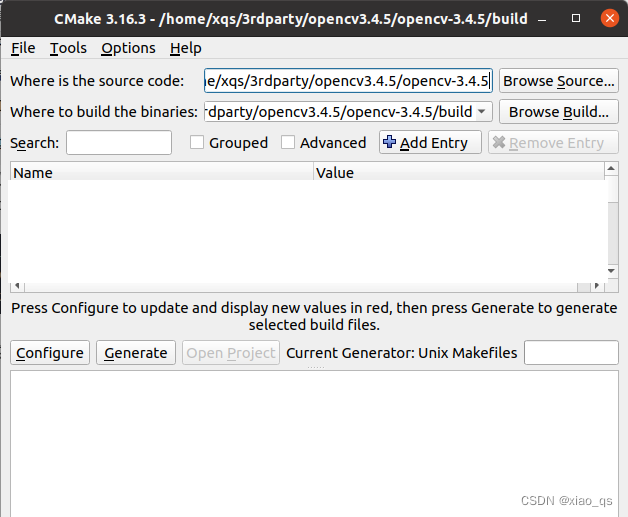 CMake 3.16.3 - /home/xqs/3rdparty/opencv3.4.5/opencv-3.4.5/build
File Tools Options Help
Where is the source code: ne/xqs/3rdparty/opencv3.4.5/opencv-3.4.5 Browse Source...
Where to build the binaries: rdparty/opencv3.4.5/opencv-3.4.5/build Browse Build...
Search: Grouped Advanced Add Entry Remove Entry
Name Value
Press Configure to update and display new values in red, then press Generate to generate
selected build files.
Configure Generate Open Project Current Generator: Unix Makefiles
CSDN @xiao_qs